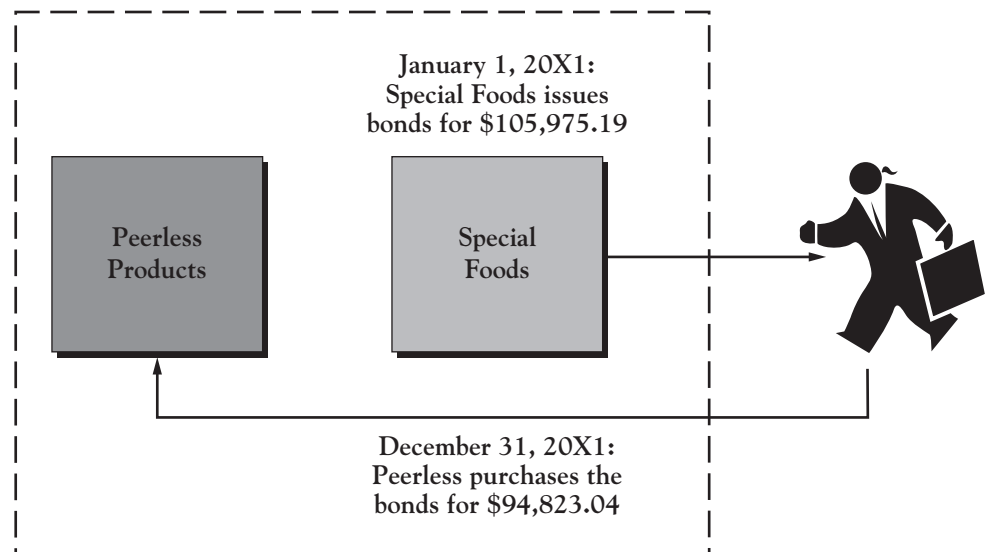 January 1, 20X1:
Special Foods issues
bonds for $105,975.19
Peerless
Products
Special
Foods
December 31, 20X1:
Peerless purchases the
bonds for $94,823.04